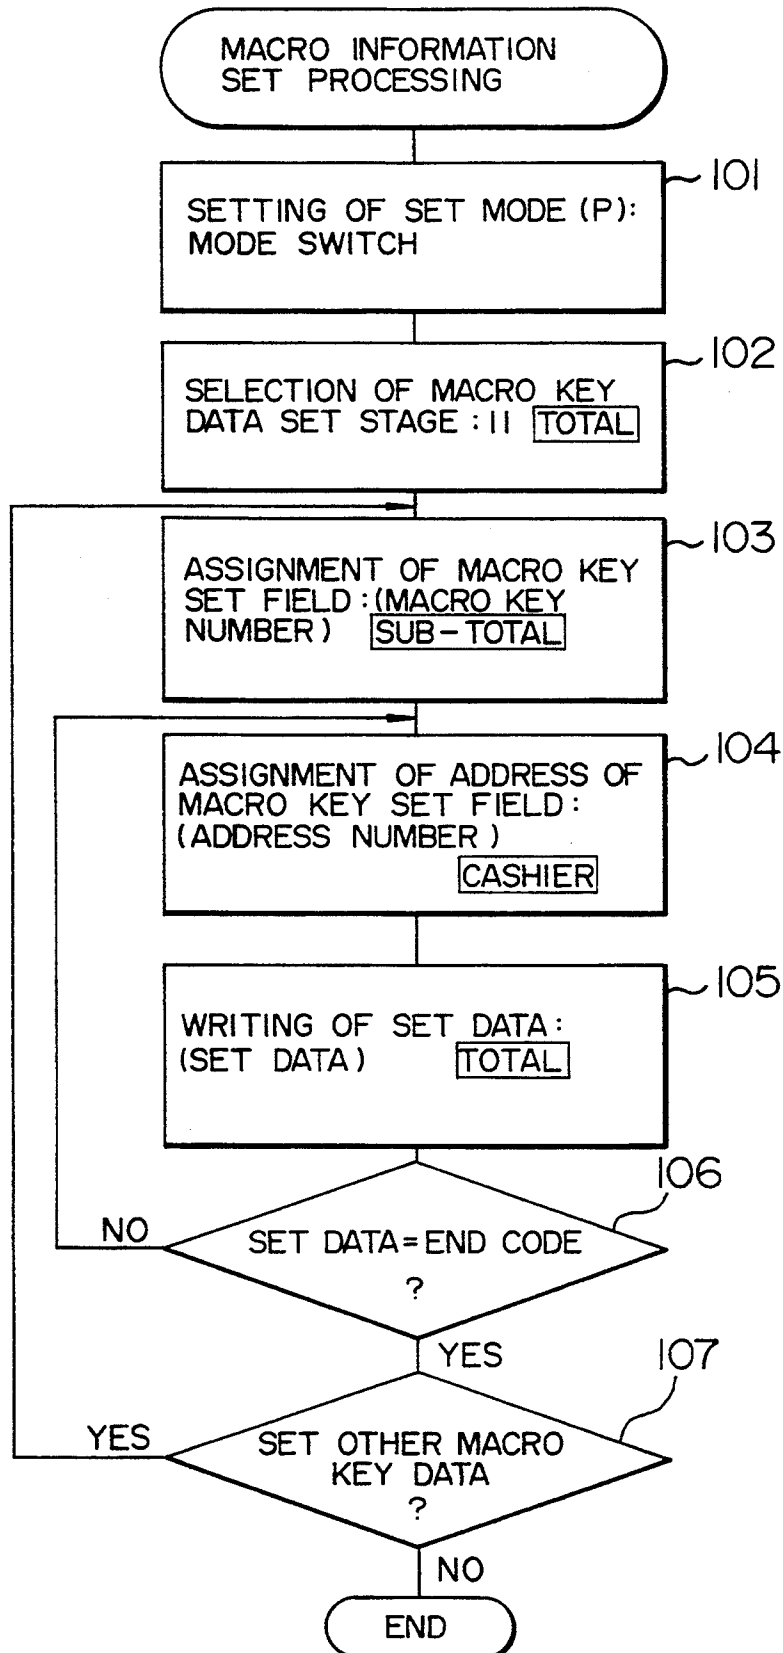 MACRO INFORMATION
SET PROCESSING
101
SETTING OF SET MODE (P):
MODE SWITCH
102
SELECTION OF MACRO KEY
DATA SET STAGE : 11 TOTAL
103
ASSIGNMENT OF MACRO KEY
SET FIELD : (MACRO KEY
NUMBER) SUB-TOTAL
104
ASSIGNMENT OF ADDRESS OF
MACRO KEY SET FIELD :
(ADDRESS NUMBER)
CASHIER
105
WRITING OF SET DATA :
(SET DATA) TOTAL
106
NO
SET DATA = END CODE
?
YES
107
YES
SET OTHER MACRO
KEY DATA
?
NO
END